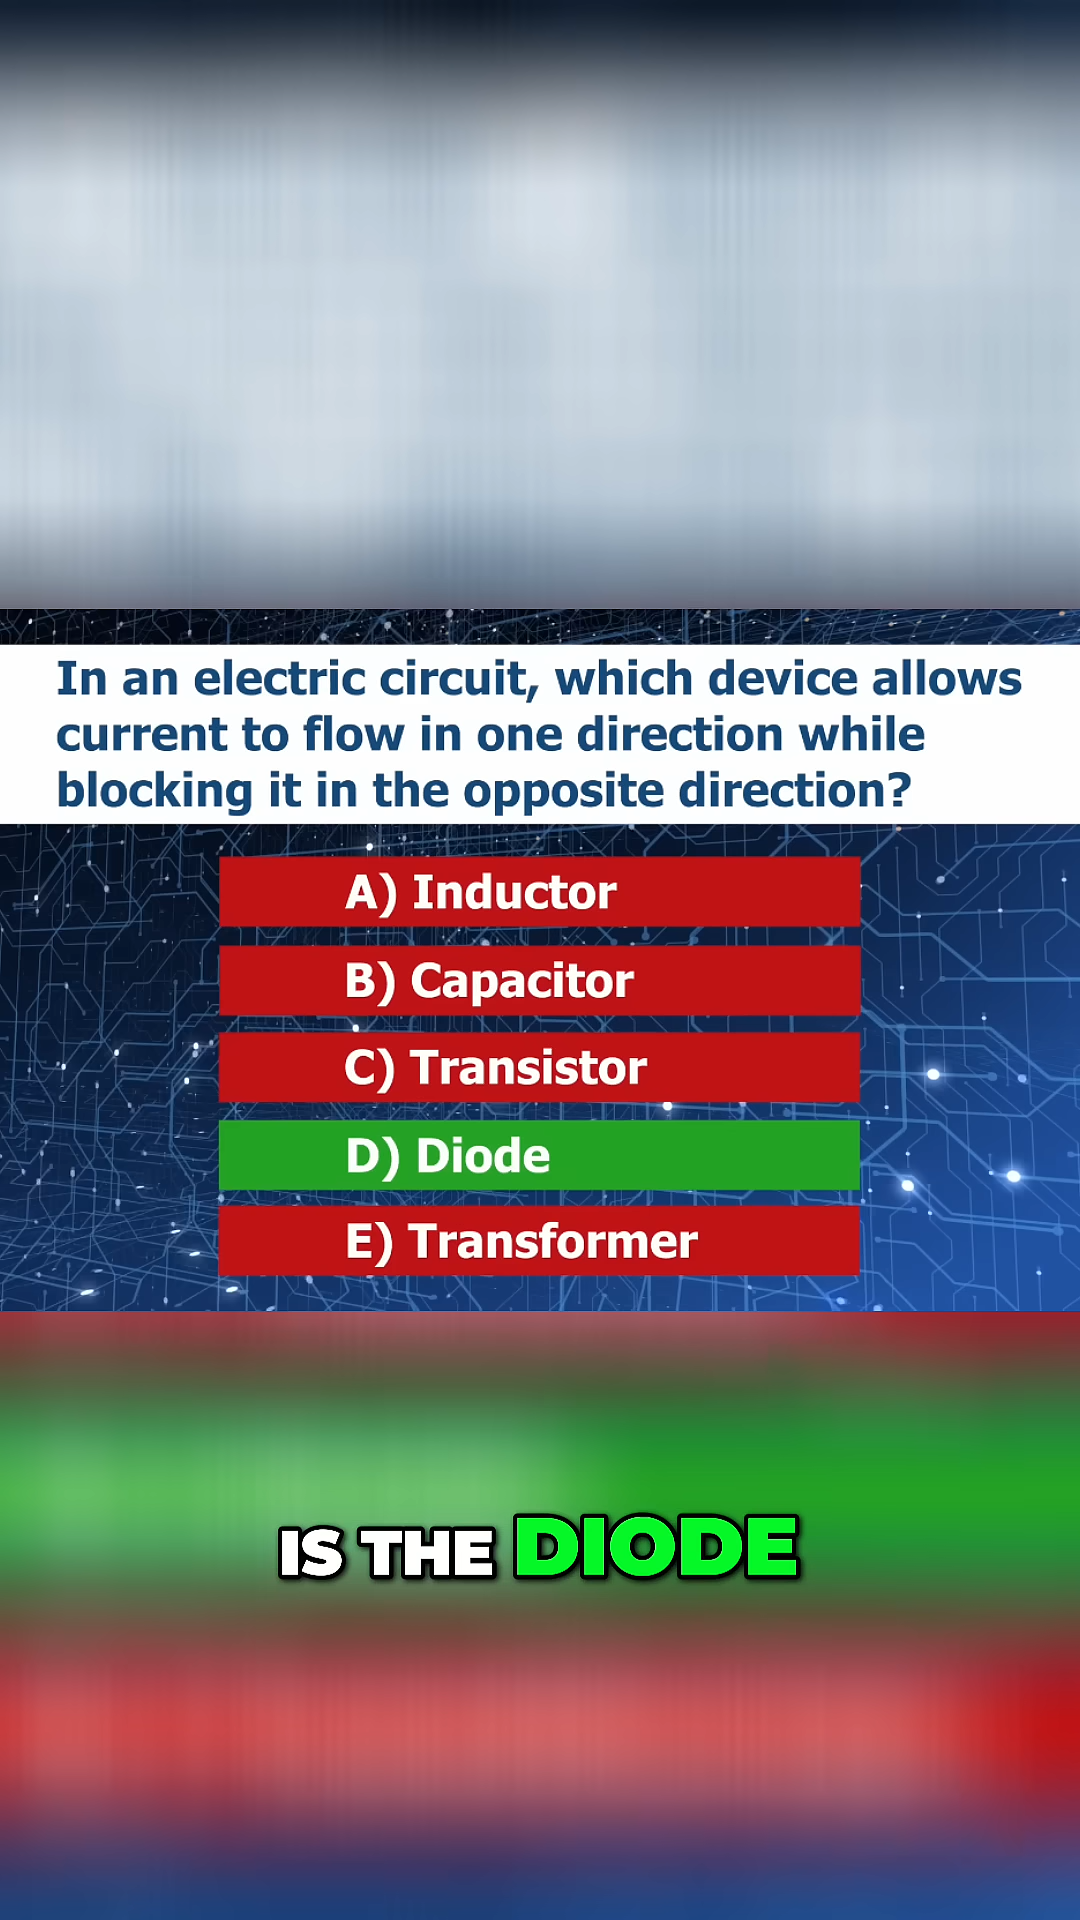 In an electric circuit, which device allows
current to flow in one direction while
blocking it in the opposite direction?
A) Inductor
B) Capacitor
C) Transistor
D) Diode
E) Transformer
IS THE DIODE